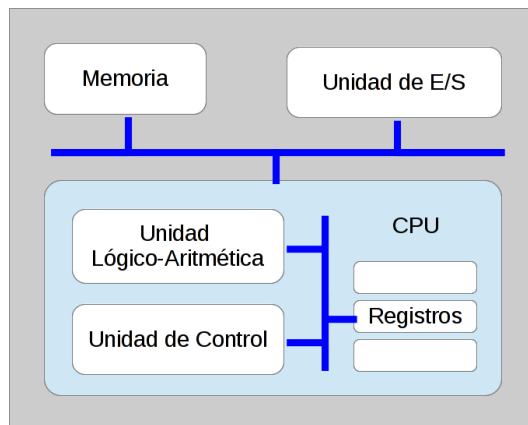 Memoria
Unidad de E/S
Unidad
Lógico-Aritmética
CPU
Unidad de Control
Registros